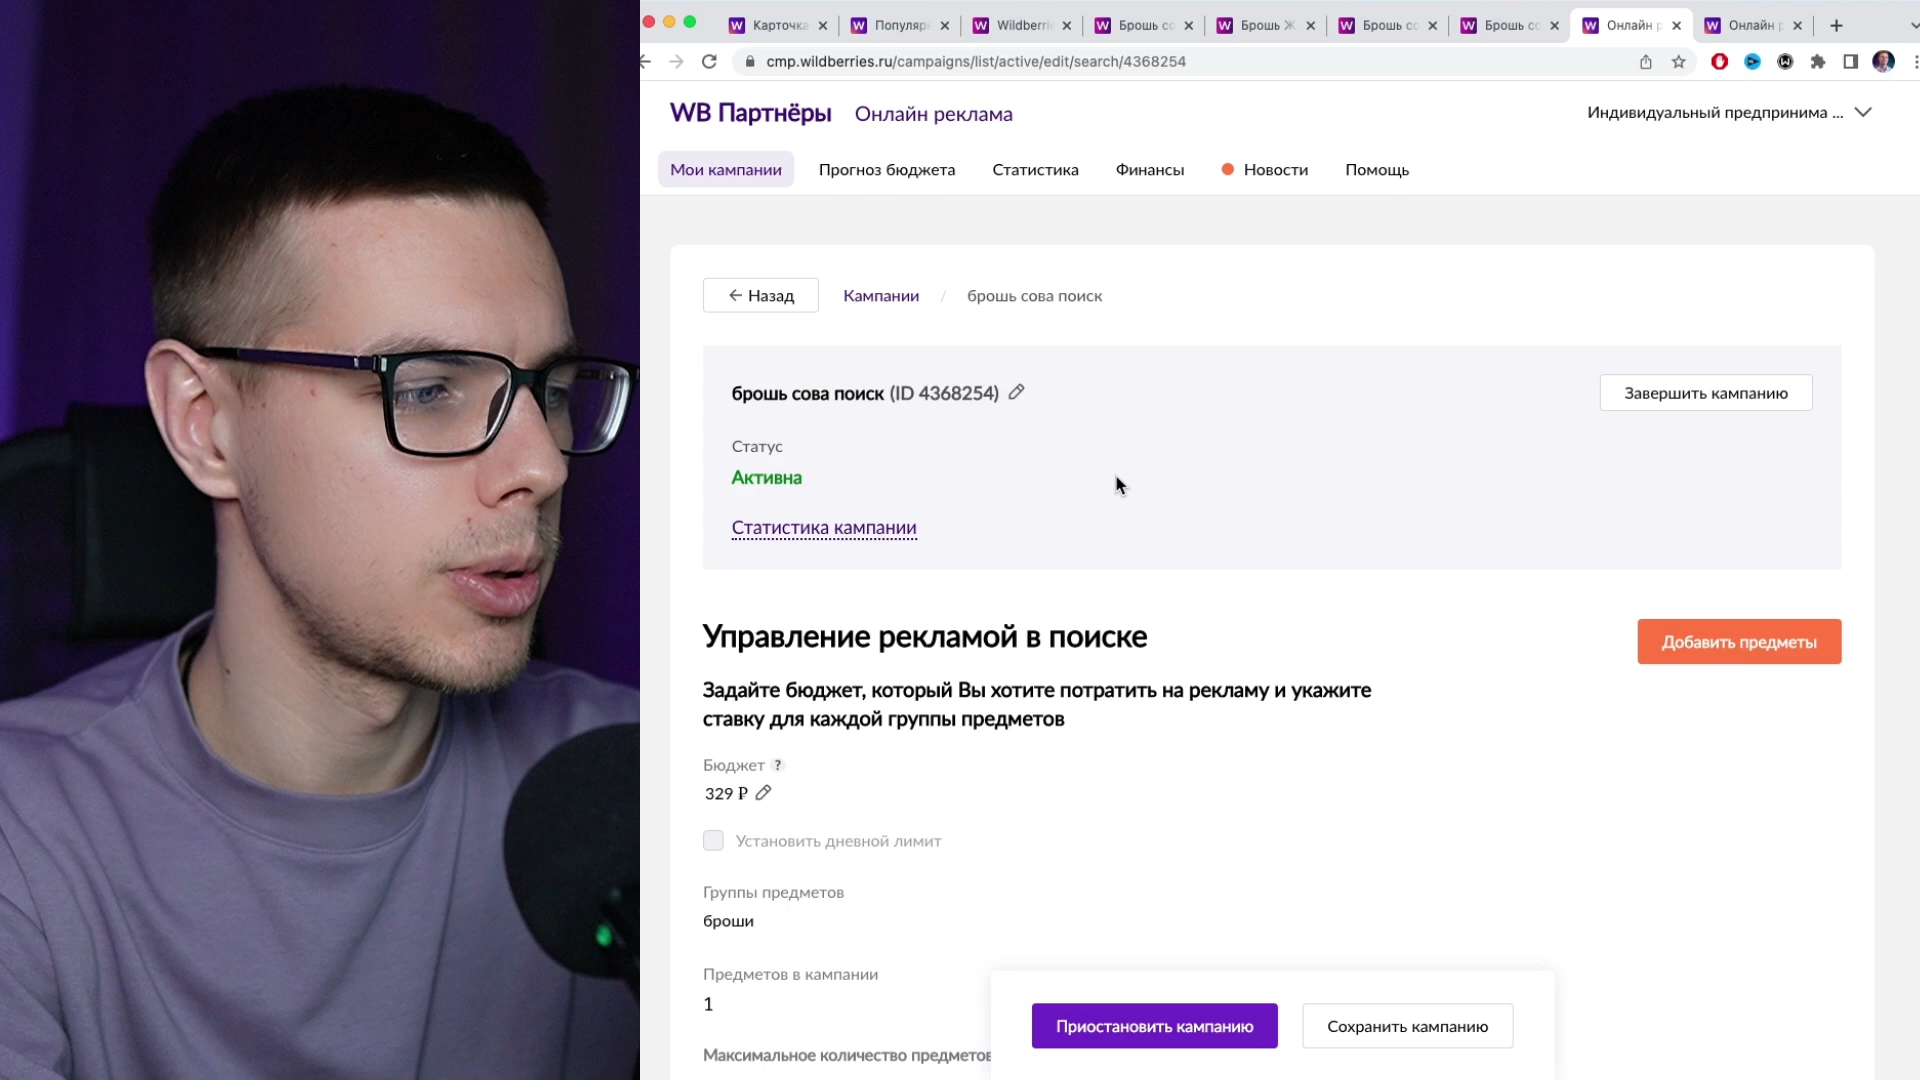 Карточка
Популярн
Wildberri
Брошь со
Брошь Ж
Брошь со
Брошь со
Онлайн р
Онлайн р
cmp.wildberries.ru/campaigns/list/active/edit/search/4368254
WB Партнёры Онлайн реклама
Индивидуальный предпринима ...
Мои кампании Прогноз бюджета Статистика Финансы Новости Помощь
← Назад Кампании / брошь сова поиск
брошь сова поиск (ID 4368254)
Завершить кампанию
Статус
Активна
Статистика кампании
Управление рекламой в поиске
Добавить предметы
Задайте бюджет, который Вы хотите потратить на рекламу и укажите
ставку для каждой группы предметов
Бюджет ?
329 ₽
Установить дневной лимит
Группы предметов
броши
Предметов в кампании
1
Приостановить кампанию Сохранить кампанию
Максимальное количество предметов